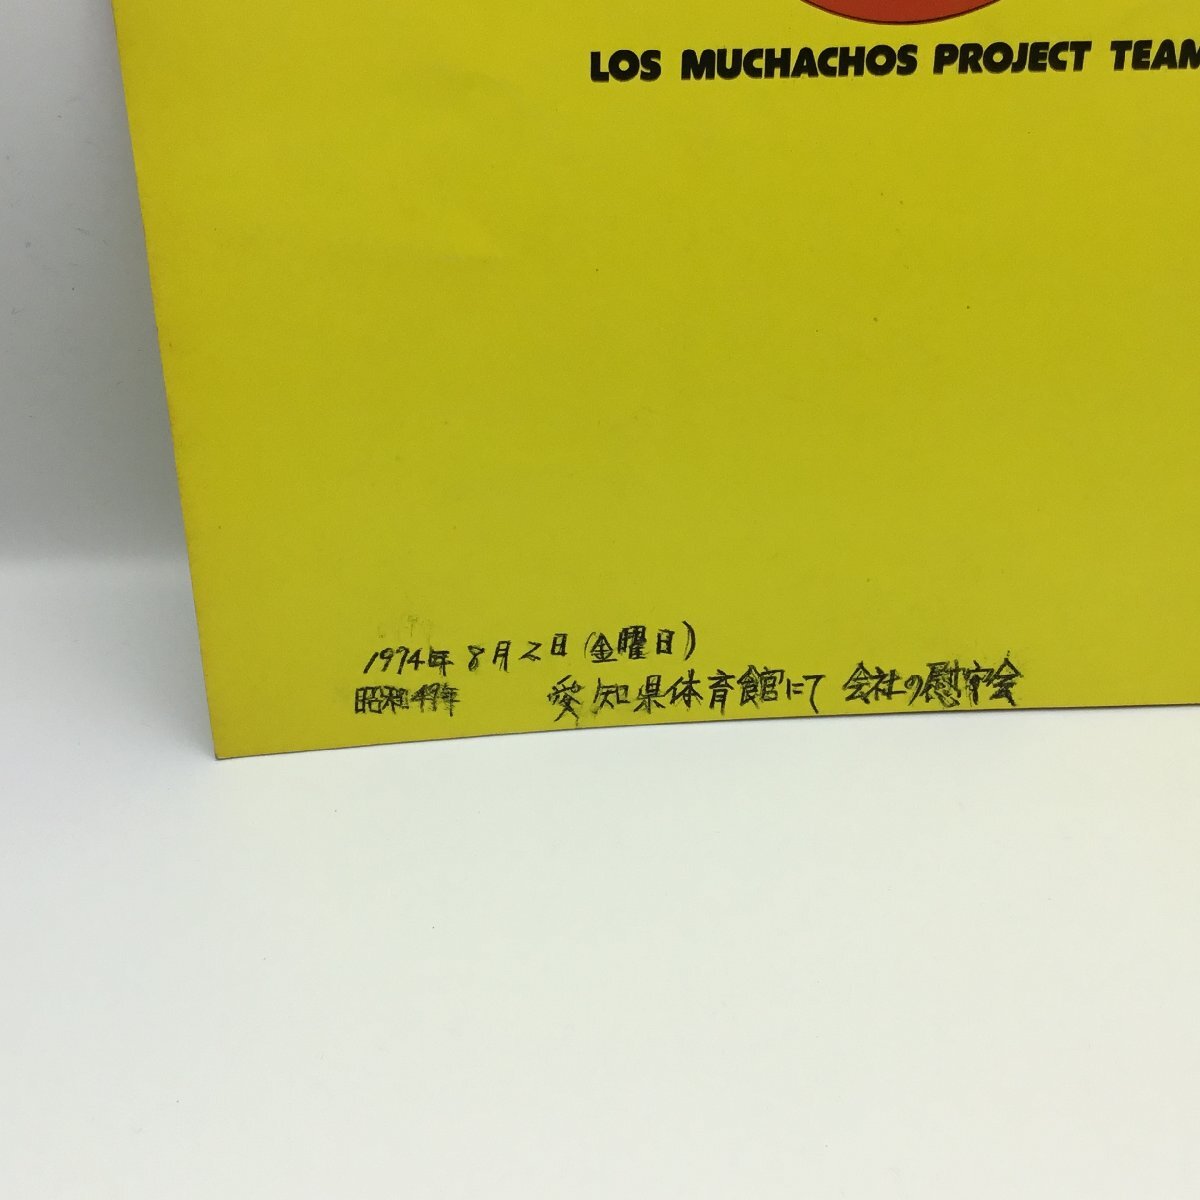 LOS MUCHACHOS PROJECT TEAM
1974年 8月2日(金曜日)
昭和49年 愛知県体育館にて 会社の慰安会